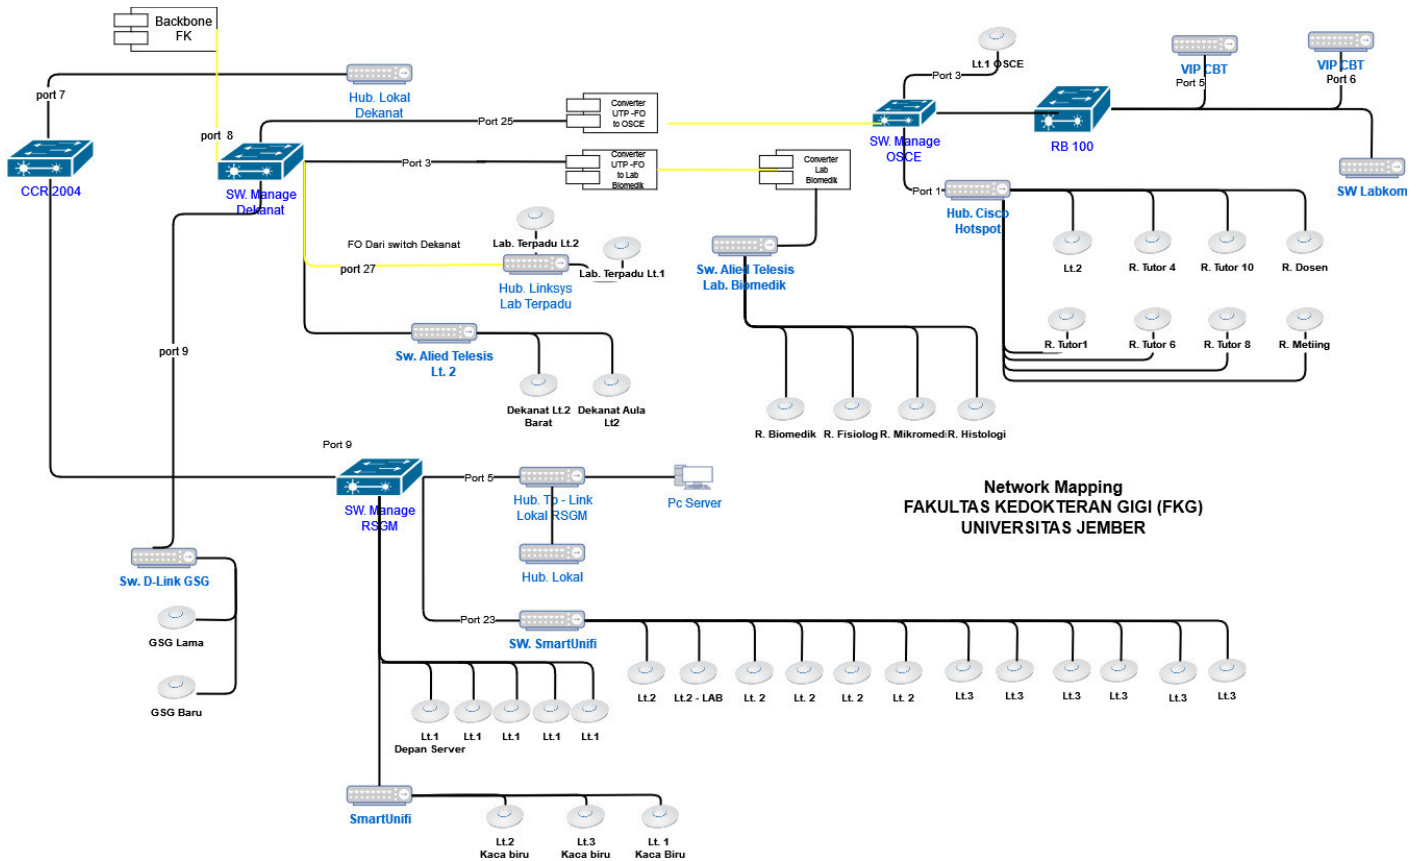 Backbone
FK
port 7
Hub. Lokal
Dekanat
port 8
CCR 2004
SW. Manage
Dekanat
Port 25
Converter
UTP -FO
to OSCE
Port 3
Converter
UTP -FO
to Lab
Biomedik
Converter
Lab
Biomedik
Lt.1 OSCE
Port 3
SW. Manage
OSCE
RB 100
VIP CBT
Port 5
VIP CBT
Port 6
SW Labkom
Port 1
Hub. Cisco
Hotspot
Lt.2
R. Tutor 4
R. Tutor 10
R. Dosen
R. Tutor1
R. Tutor 6
R. Tutor 8
R. Metiing
FO Dari switch Dekanat
port 27
Lab. Terpadu Lt.2
Lab. Terpadu Lt.1
Hub. Linksys
Lab Terpadu
Sw. Alied Telesis
Lab. Biomedik
port 9
Sw. Alied Telesis
Lt. 2
Dekanat Lt.2
Barat
Dekanat Aula
Lt2
R. Biomedik
R. Fisiolog
R. Mikromedi
R. Histologi
Port 9
SW. Manage
RSGM
Port 5
Hub. Tp - Link
Lokal RSGM
Pc Server
Hub. Lokal
Network Mapping
FAKULTAS KEDOKTERAN GIGI (FKG)
UNIVERSITAS JEMBER
Sw. D-Link GSG
GSG Lama
GSG Baru
Port 23
SW. SmartUnifi
Lt.2
Lt.2 - LAB
Lt. 2
Lt. 2
Lt. 2
Lt. 2
Lt.3
Lt.3
Lt.3
Lt.3
Lt.3
Lt.3
Lt.1
Depan Server
Lt.1
Lt.1
Lt.1
Lt.1
SmartUnifi
Lt.2
Kaca biru
Lt.3
Kaca biru
Lt. 1
Kaca Biru